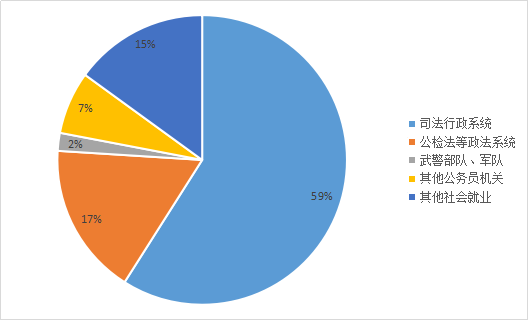 15%
7%
2%
17%
59%
司法行政系统
公检法等政法系统
武警部队、军队
其他公务员机关
其他社会就业